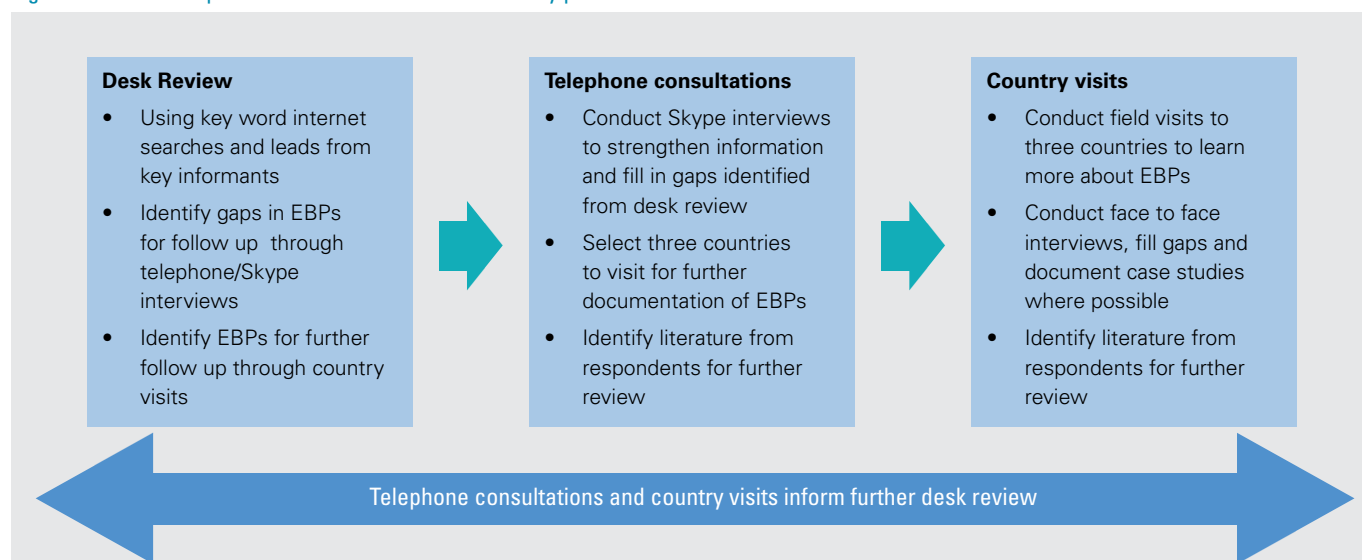 Desk Review
• Using key word internet
searches and leads from
key informants
• Identify gaps in EBPs
for follow up through
telephone/Skype
interviews
• Identify EBPs for further
follow up through country
visits
Telephone consultations
• Conduct Skype interviews
to strengthen information
and fill in gaps identified
from desk review
• Select three countries
to visit for further
documentation of EBPs
• Identify literature from
respondents for further
review
Country visits
• Conduct field visits to
three countries to learn
more about EBPs
• Conduct face to face
interviews, fill gaps and
document case studies
where possible
• Identify literature from
respondents for further
review
Telephone consultations and country visits inform further desk review